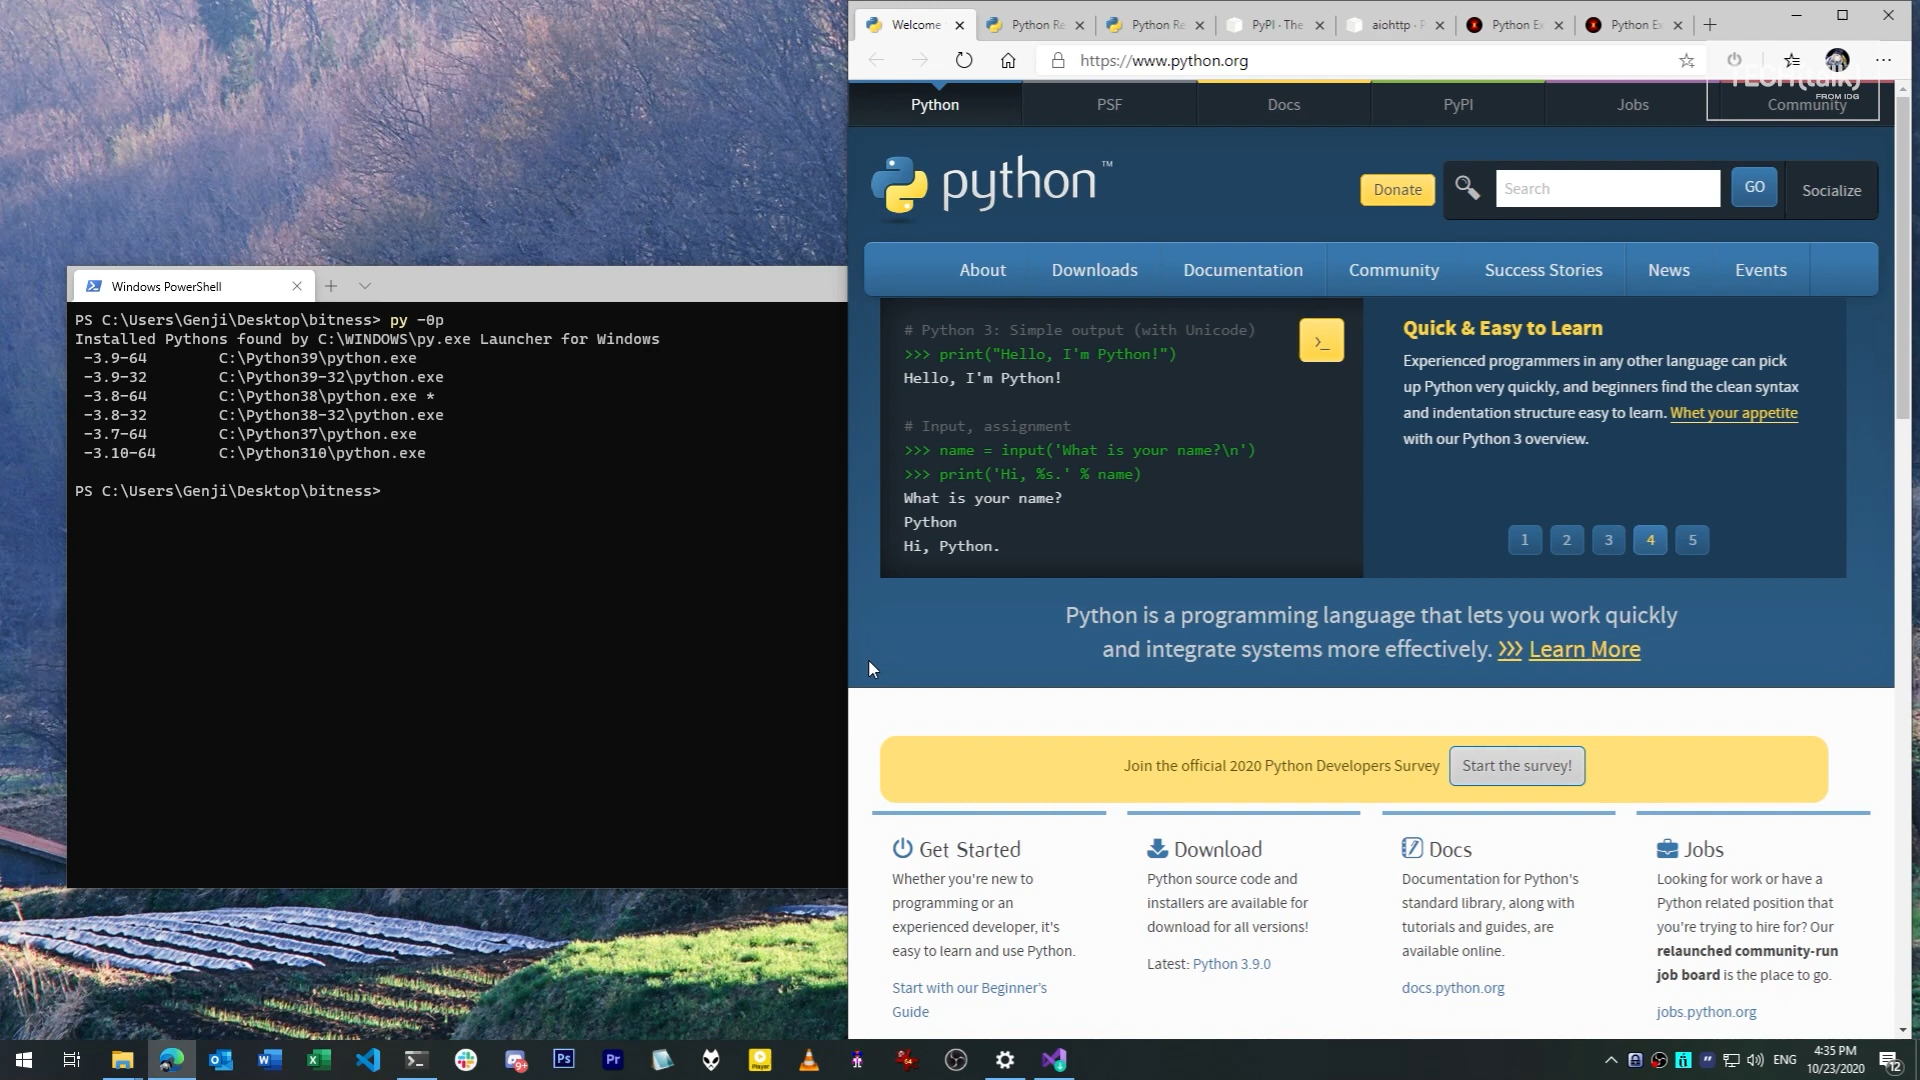 Windows PowerShell
PS C:\Users\Genji\Desktop\bitness> py -0p
Installed Pythons found by C:\WINDOWS\py.exe Launcher for Windows
-3.9-64 C:\Python39\python.exe
-3.9-32 C:\Python39-32\python.exe
-3.8-64 C:\Python38\python.exe *
-3.8-32 C:\Python38-32\python.exe
-3.7-64 C:\Python37\python.exe
-3.10-64 C:\Python310\python.exe
PS C:\Users\Genji\Desktop\bitness>
Welcome
Python Re
Python Re
PyPI · The
aiohttp · P
Python Ex
Python Ex
https://www.python.org
TECH(talk)
FROM IDG
Python
PSF
Docs
PyPI
Jobs
Community
python™
Donate
Search
GO
Socialize
About
Downloads
Documentation
Community
Success Stories
News
Events
# Python 3: Simple output (with Unicode)
>>> print("Hello, I'm Python!")
Hello, I'm Python!
# Input, assignment
>>> name = input('What is your name?\n')
>>> print('Hi, %s.' % name)
What is your name?
Python
Hi, Python.
>_
Quick & Easy to Learn
Experienced programmers in any other language can pick
up Python very quickly, and beginners find the clean syntax
and indentation structure easy to learn. Whet your appetite
with our Python 3 overview.
1 2 3 4 5
Python is a programming language that lets you work quickly
and integrate systems more effectively. >>> Learn More
Join the official 2020 Python Developers Survey
Start the survey!
Get Started
Whether you're new to
programming or an
experienced developer, it's
easy to learn and use Python.
Start with our Beginner's
Guide
Download
Python source code and
installers are available for
download for all versions!
Latest: Python 3.9.0
Docs
Documentation for Python's
standard library, along with
tutorials and guides, are
available online.
docs.python.org
Jobs
Looking for work or have a
Python related position that
you're trying to hire for? Our
relaunched community-run
job board is the place to go.
jobs.python.org
Ps
Pr
9+
Player
64
ENG
4:35 PM
10/23/2020
12